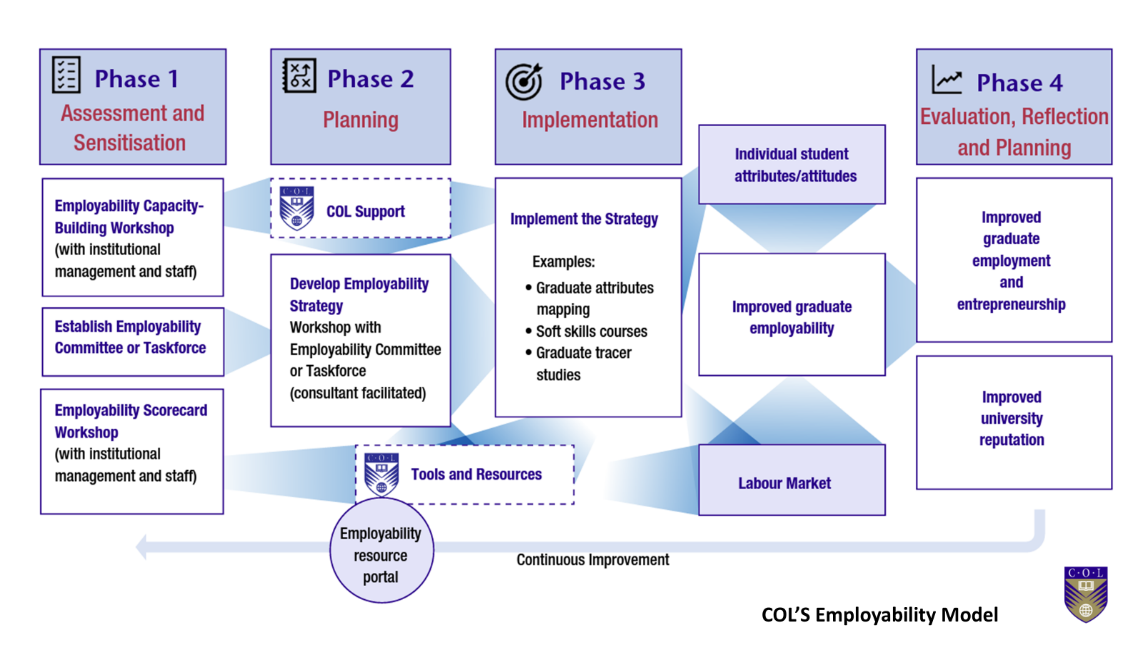 Phase 1
Assessment and
Sensitisation
Employability Capacity-
Building Workshop
(with institutional
management and staff)
Establish Employability
Committee or Taskforce
Employability Scorecard
Workshop
(with institutional
management and staff)
Phase 2
Planning
C·O·L
COL Support
Develop Employability
Strategy
Workshop with
Employability Committee
or Taskforce
(consultant facilitated)
C·O·L
Tools and Resources
Employability
resource
portal
Phase 3
Implementation
Implement the Strategy
Examples:
• Graduate attributes
mapping
• Soft skills courses
• Graduate tracer
studies
Individual student
attributes/attitudes
Improved graduate
employability
Labour Market
Phase 4
Evaluation, Reflection
and Planning
Improved
graduate
employment
and
entrepreneurship
Improved
university
reputation
Continuous Improvement
C·O·L
COL'S Employability Model